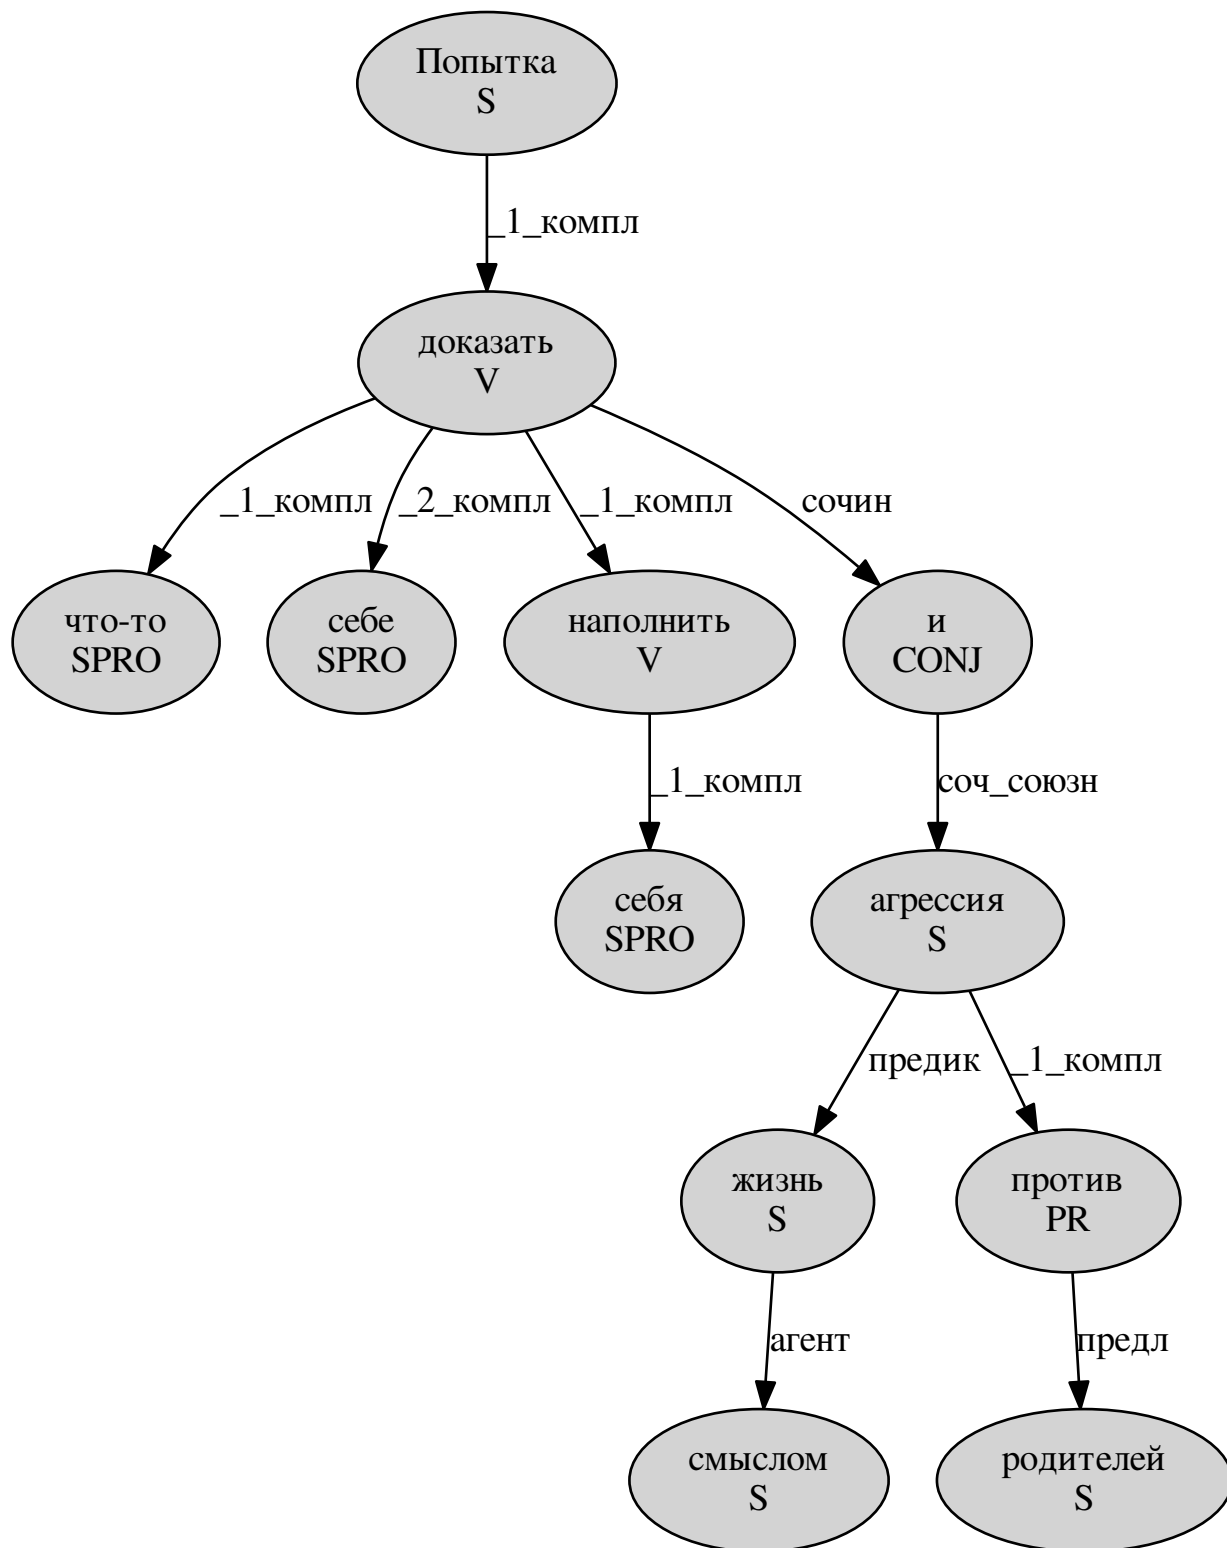 Попытка
S
_1_компл
доказать
V
_1_компл _2_компл _1_компл сочин
что-то себе наполнить и
SPRO SPRO V CONJ
_1_компл соч_союзн
себя агрессия
SPRO S
предик _1_компл
жизнь против
S PR
агент предл
смыслом родителей
S S